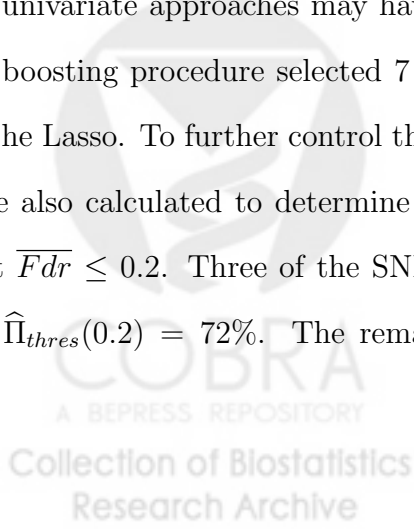 univariate approaches may ha
boosting procedure selected 7
he Lasso. To further control th
e also calculated to determine
\overline{Fdr} ≤ 0.2. Three of the SN
\widehat{Π}_{thres}(0.2) = 72%. The rema
COBRA
A BEPRESS REPOSITORY
Collection of Biostatistics
Research Archive